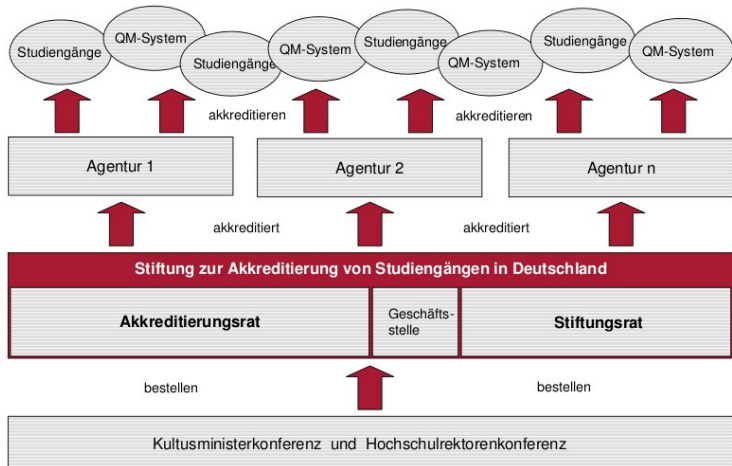 Studiengänge
QM-System
Studiengänge
QM-System
Studiengänge
QM-System
Studiengänge
QM-System
akkreditieren
akkreditieren
Agentur 1
Agentur 2
Agentur n
akkreditiert
akkreditiert
Stiftung zur Akkreditierung von Studiengängen in Deutschland
Akkreditierungsrat
Geschäfts-
stelle
Stiftungsrat
bestellen
bestellen
Kultusministerkonferenz und Hochschulrektorenkonferenz